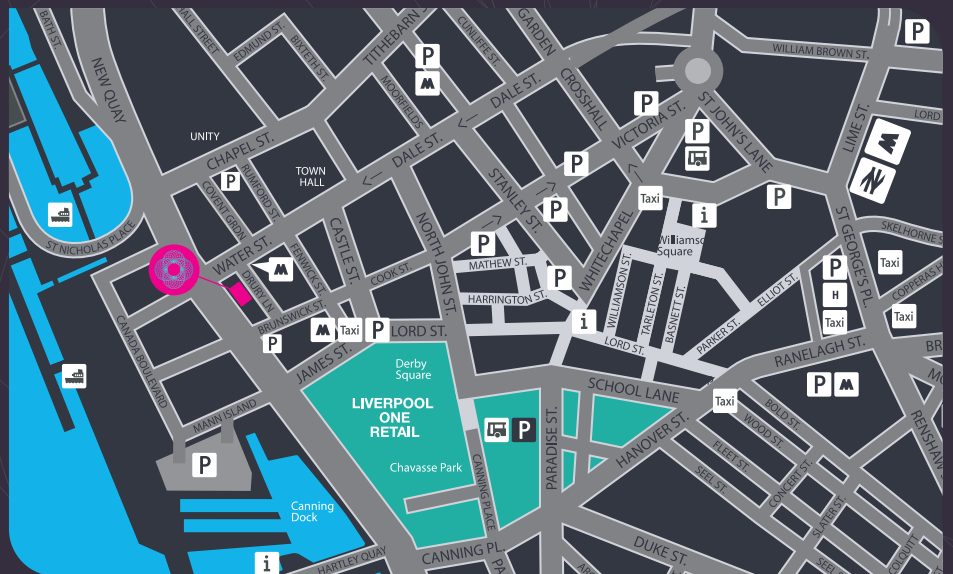 BATH ST.
NEW QUAY
HALL STREET
EDMUND ST.
BIXTETH ST.
TITHEBARN S
CUNLIFFE ST.
GARDEN
CROSSHALL
WILLIAM BROWN ST.
P
P
M
MOORFIELDS
DALE ST.
P
VICTORIA ST.
P
ST JOHN'S LANE
LIME ST.
LORD
M
UNITY
CHAPEL ST.
TOWN
HALL
DALE ST.
P
STANLEY ST.
P
P
Taxi
i
P
P
RUMFORD ST.
COVENT GRDN.
ST NICHOLAS PLACE
WATER ST.
M
FENWICK ST.
CASTLE ST.
COOK ST.
NORTH JOHN ST.
P
MATHEW ST.
P
HARRINGTON ST.
WHITECHAPEL
Williamso
Square
WILLIAMSON ST.
TARLETON ST.
BASNETT ST.
ELLIOT ST.
PARKER ST.
ST GEORGE'S PL.
SKELHORNE S
P
Taxi
H
COPPERAS H
Taxi
Taxi
DRURY LN
BRUNSWICK ST.
P
M
Taxi
P
LORD ST.
i
LORD ST.
RANELAGH ST.
BR
CANADA BOULEVARD
JAMES ST.
Derby
Square
SCHOOL LANE
P
M
MO
Taxi
LIVERPOOL
ONE
RETAIL
MANN ISLAND
P
P
PARADISE ST.
HANOVER ST.
BOLD ST.
WOOD ST.
FLEET ST.
SEEL ST.
CONCERT ST.
RENSHAW
Chavasse Park
CANNING PLACE
SLATER ST.
Canning
Dock
i
HARTLEY QUAY
CANNING PL.
PA
DUKE ST.
SEEL
COLQUITT